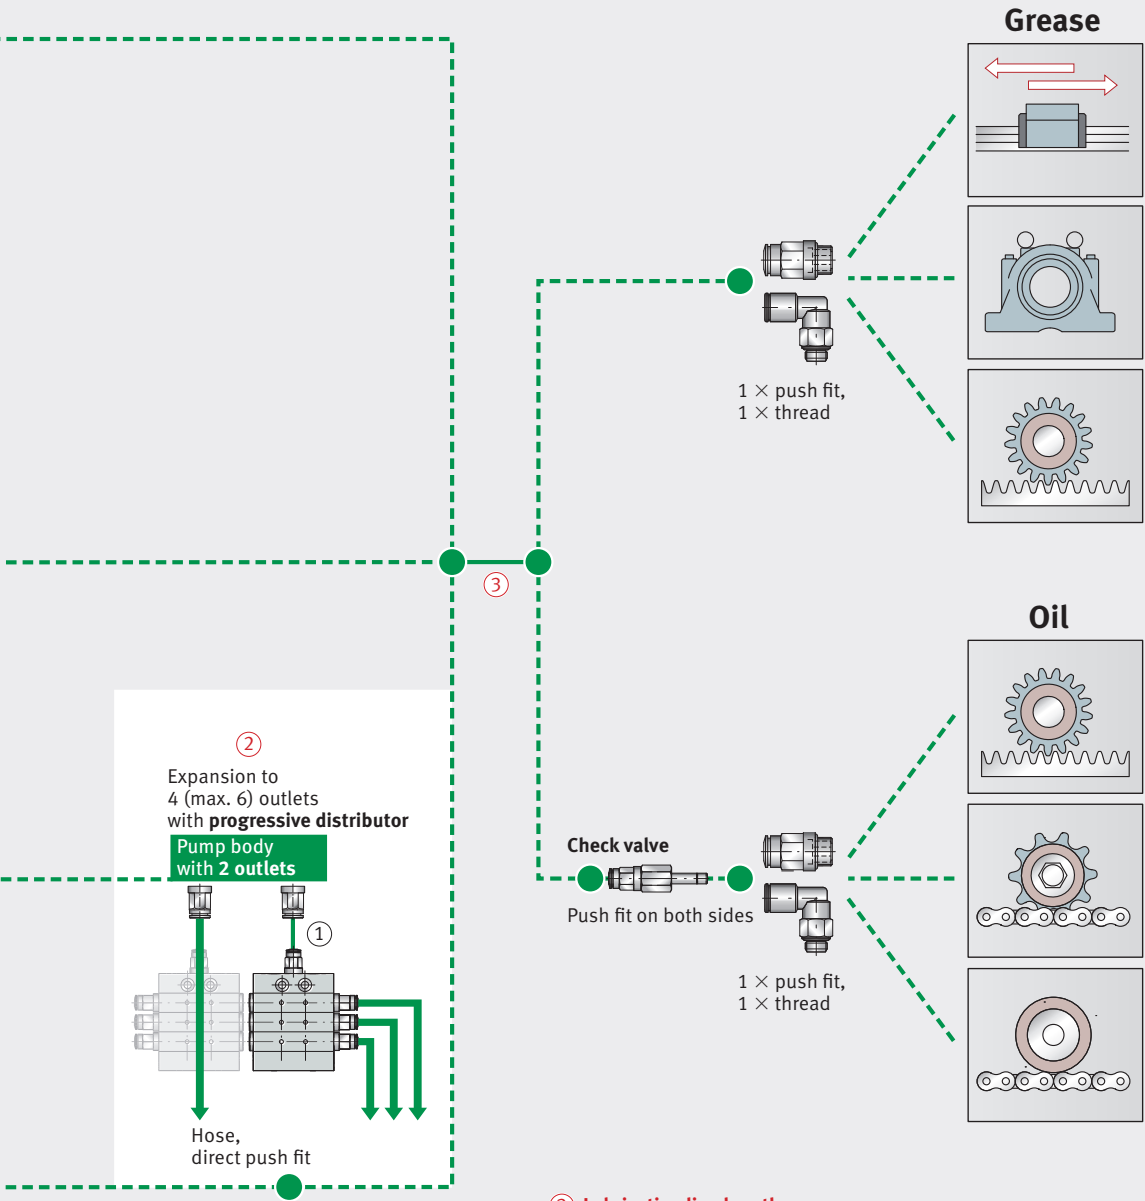 Grease
1 × push fit,
1 × thread
③
Oil
②
Expansion to
4 (max. 6) outlets
with progressive distributor
Pump body
with 2 outlets
①
Hose,
direct push fit
Check valve
Push fit on both sides
1 × push fit,
1 × thread